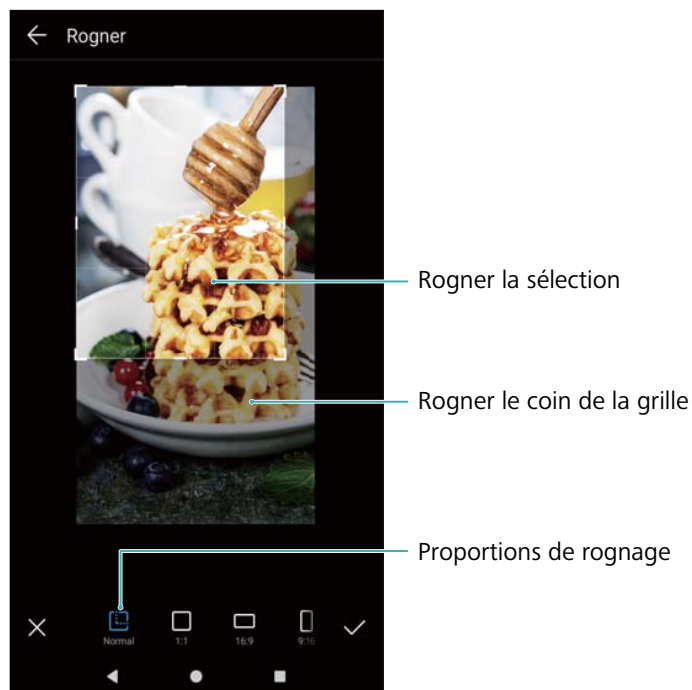 Rogner
Rogner la sélection
Rogner le coin de la grille
Proportions de rognage
Normal
1:1
16:9
9:16